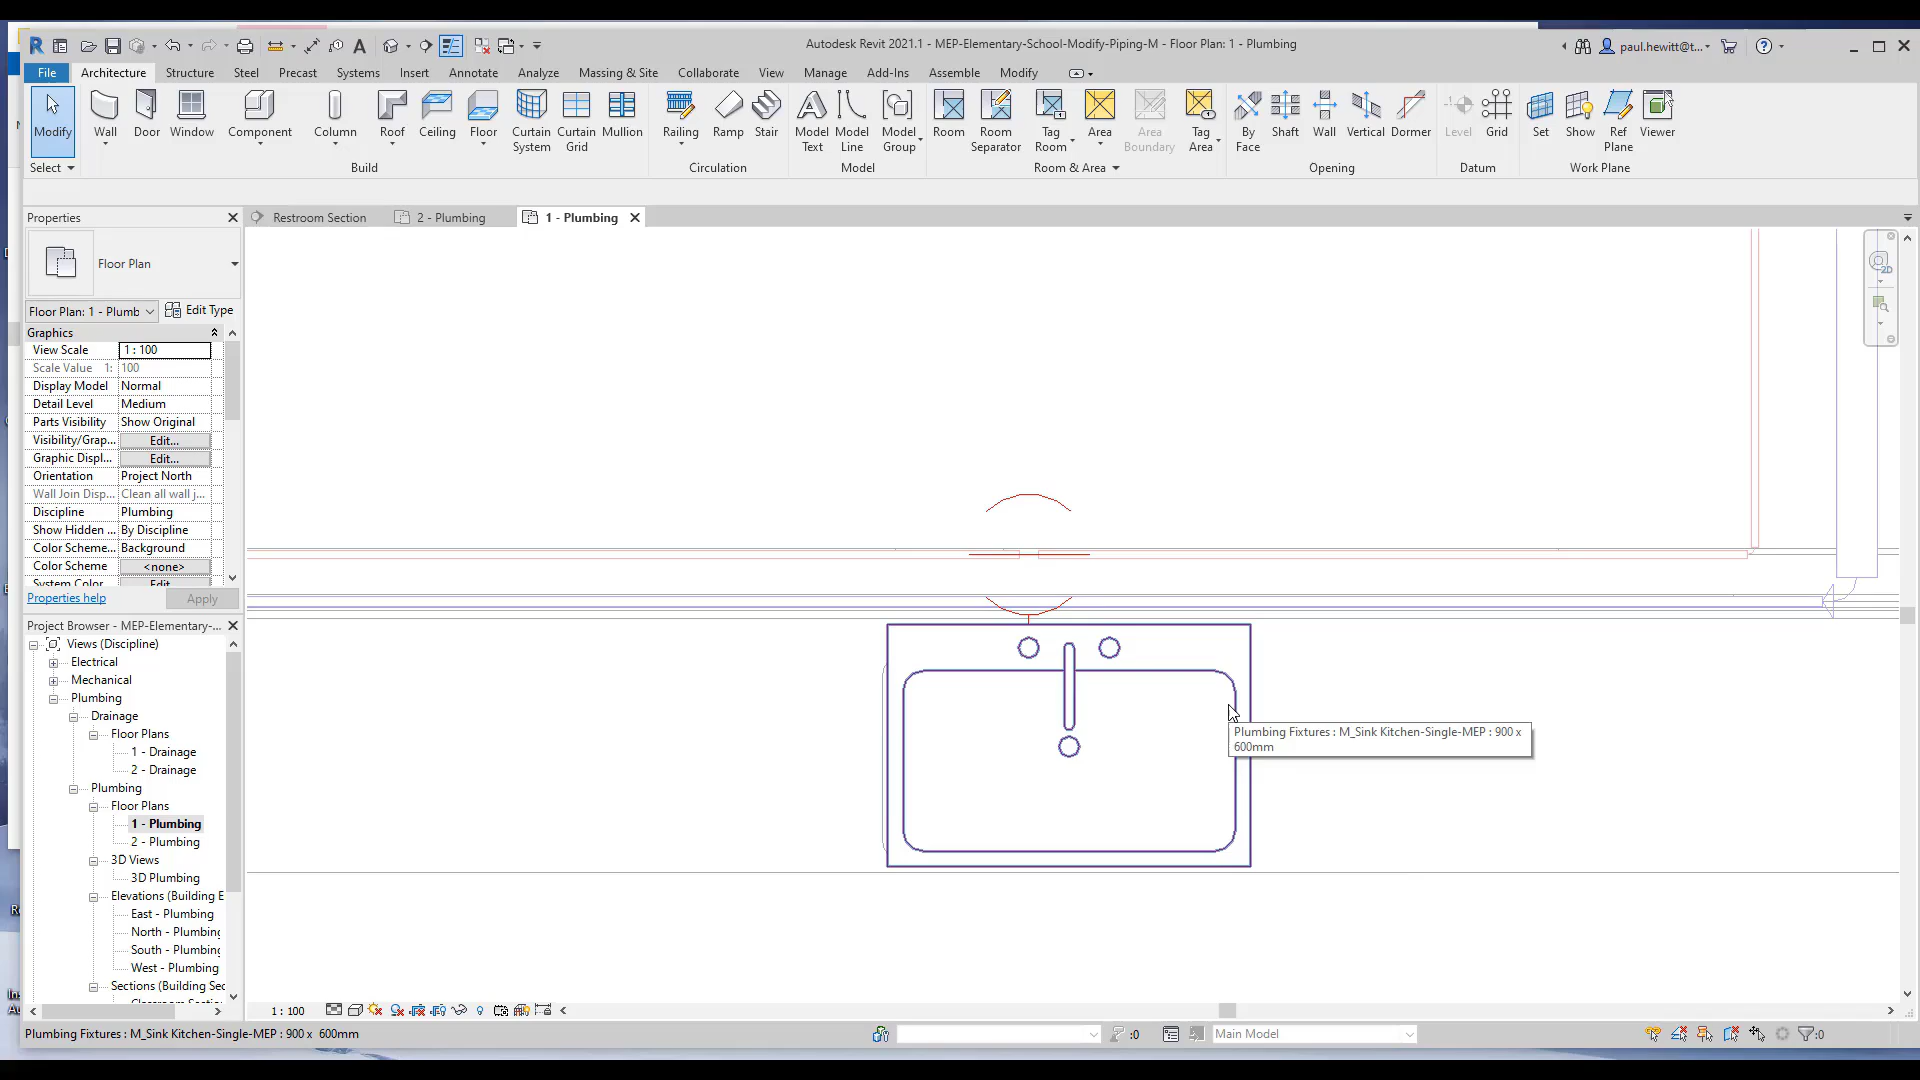 Autodesk Revit 2021.1 - MEP-Elementary-School-Modify-Piping-M - Floor Plan: 1 - Plumbing
paul.hewitt@t...
File Architecture Structure Steel Precast Systems Insert Annotate Analyze Massing & Site Collaborate View Manage Add-Ins Assemble Modify
Modify Wall Door Window Component Column Roof Ceiling Floor Curtain System Curtain Grid Mullion Railing Ramp Stair Model Text Model Line Model Group Room Room Separator Tag Room Area Area Boundary Tag Area By Face Shaft Wall Vertical Dormer Level Grid Set Show Ref Plane Viewer
Select Build Circulation Model Room & Area Opening Datum Work Plane
Properties
Restroom Section 2 - Plumbing 1 - Plumbing
Floor Plan
Floor Plan: 1 - Plumb Edit Type
Graphics
View Scale 1 : 100
Scale Value 1: 100
Display Model Normal
Detail Level Medium
Parts Visibility Show Original
Visibility/Grap... Edit...
Graphic Displ... Edit...
Orientation Project North
Wall Join Disp... Clean all wall j...
Discipline Plumbing
Show Hidden By Discipline
Color Scheme... Background
Color Scheme <none>
System Color Edit
Properties help Apply
Project Browser - MEP-Elementary-...
Views (Discipline)
Electrical
Mechanical
Plumbing
Drainage
Floor Plans
1 - Drainage
2 - Drainage
Plumbing
Floor Plans
1 - Plumbing
2 - Plumbing
3D Views
3D Plumbing
Elevations (Building E
East - Plumbing
North - Plumbing
South - Plumbing
West - Plumbing
Sections (Building Sec
Plumbing Fixtures : M_Sink Kitchen-Single-MEP : 900 x
600mm
2D
1 : 100
Plumbing Fixtures : M_Sink Kitchen-Single-MEP : 900 x 600mm
:0
Main Model
:0